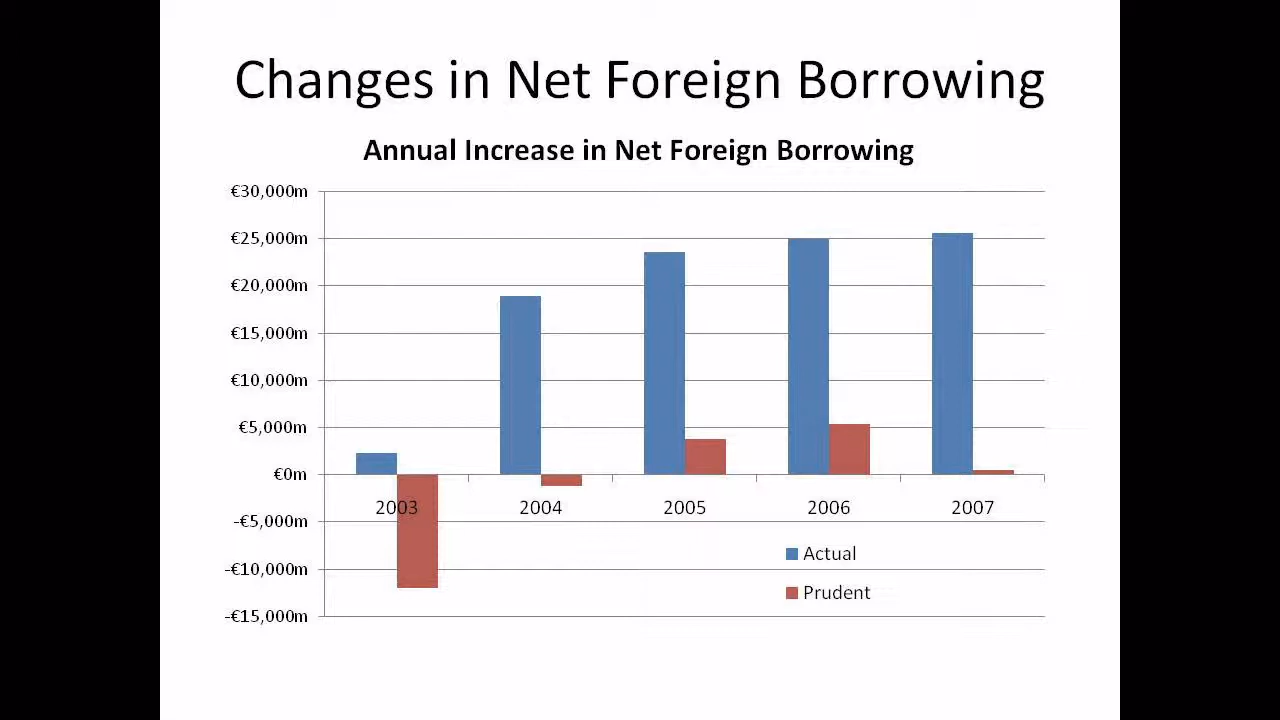 Changes in Net Foreign Borrowing
Annual Increase in Net Foreign Borrowing
€30,000m
€25,000m
€20,000m
€15,000m
€10,000m
€5,000m
€0m
2003 2004 2005 2006 2007
-€5,000m
Actual
-€10,000m
Prudent
-€15,000m